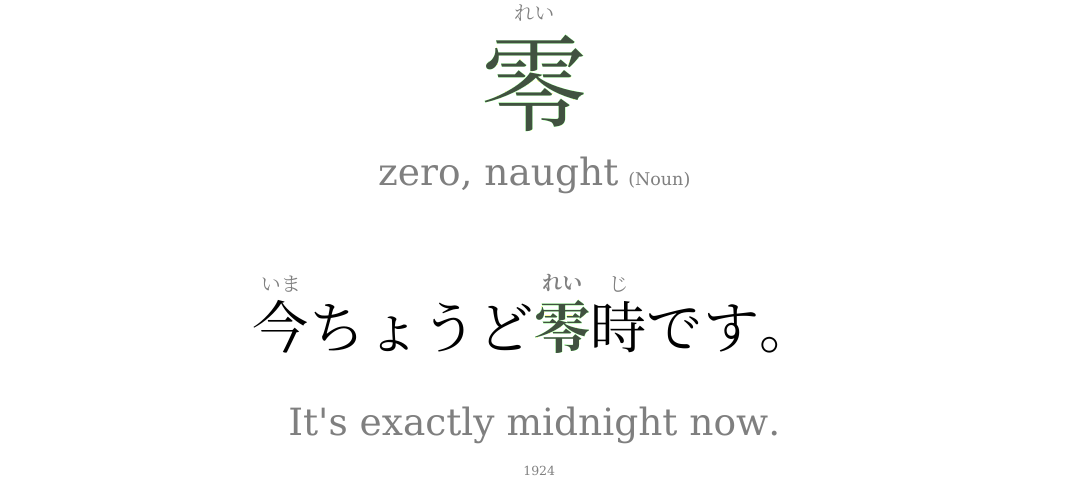 れい
零
zero, naught (Noun)
いま れい じ
今ちょうど零時です。
It's exactly midnight now.
1924